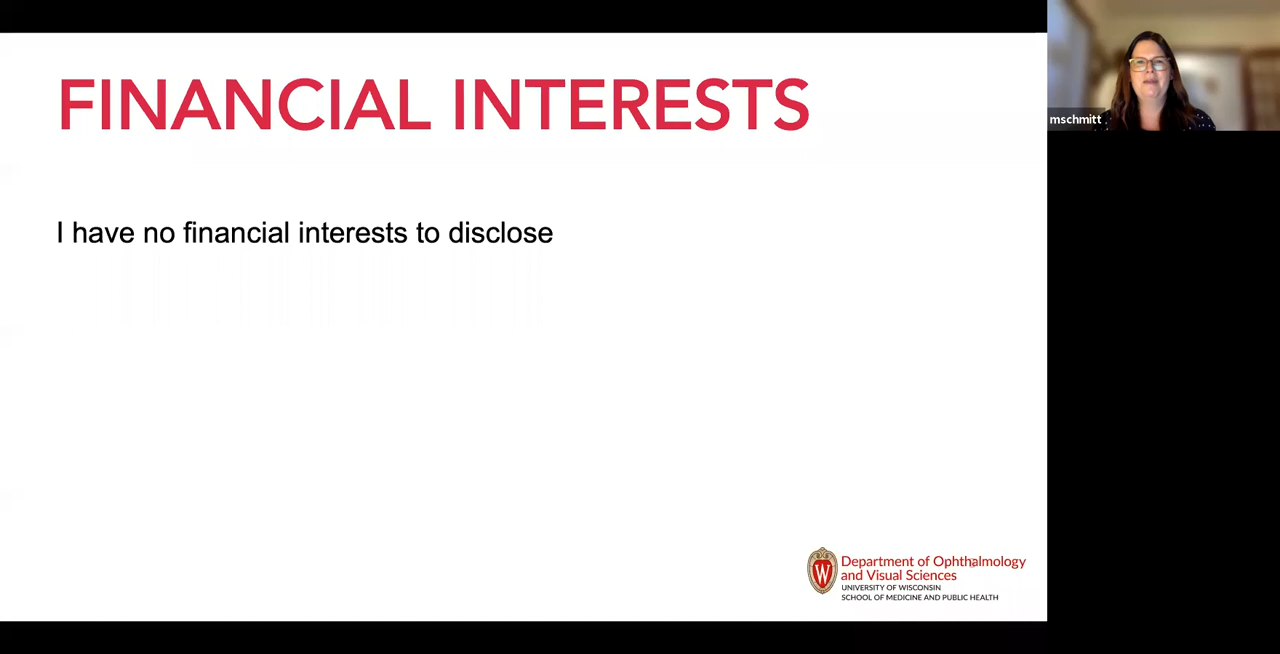 FINANCIAL INTERESTS
mschmitt
I have no financial interests to disclose
W
Department of Ophthalmology
and Visual Sciences
UNIVERSITY OF WISCONSIN
SCHOOL OF MEDICINE AND PUBLIC HEALTH